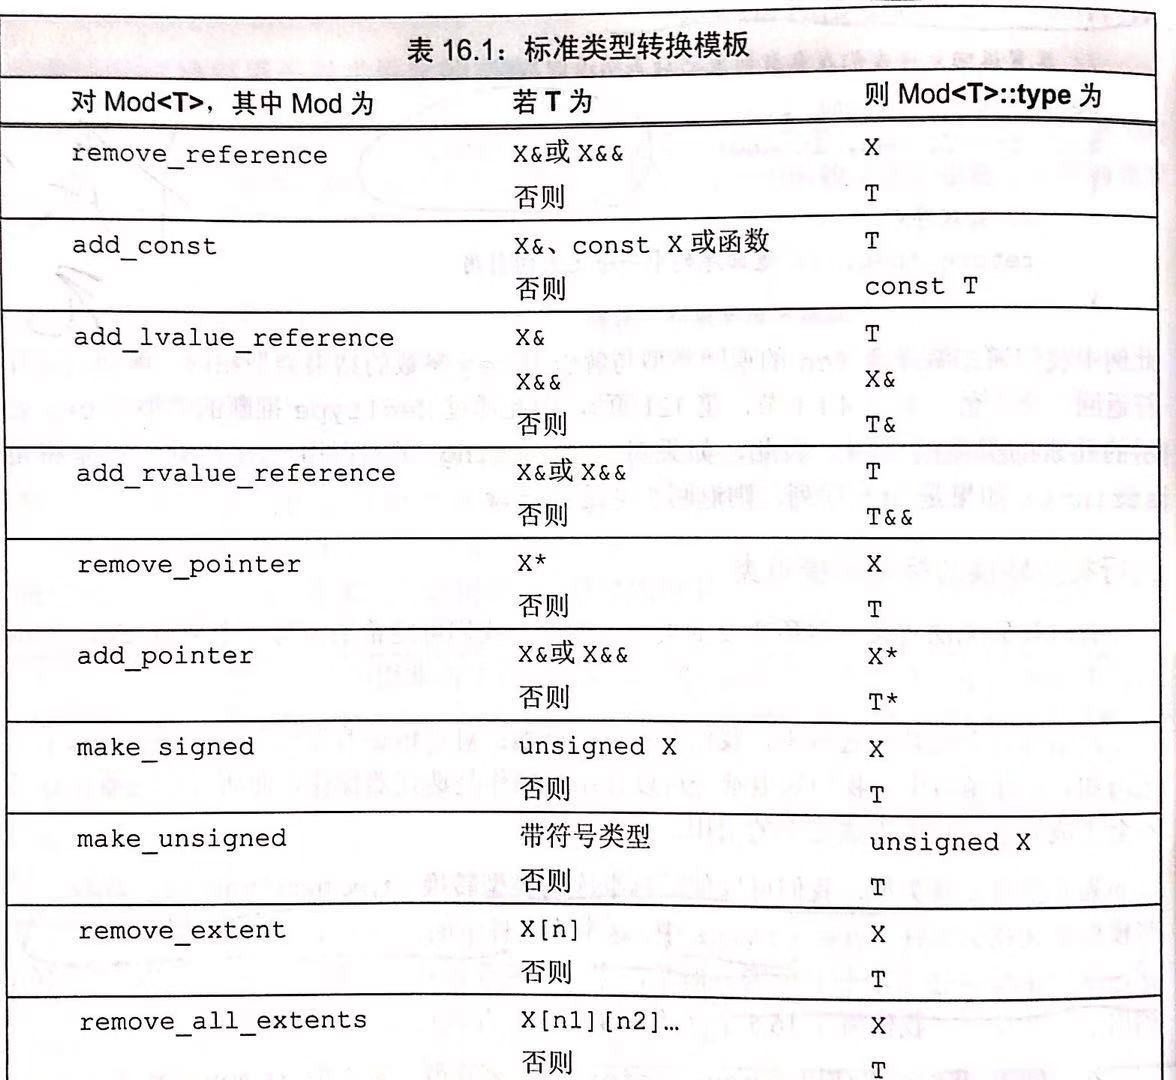 表 16.1：标准类型转换模板
对 Mod<T>，其中 Mod 为 若 T 为 则 Mod<T>::type 为
remove_reference X&或 X&& X
否则 T
add_const X&、const X 或函数 T
否则 const T
add_lvalue_reference X& T
X&& X&
否则 T&
add_rvalue_reference X&或 X&& T
否则 T&&
remove_pointer X* X
否则 T
add_pointer X&或 X&& X*
否则 T*
make_signed unsigned X X
否则 T
make_unsigned 带符号类型 unsigned X
否则 T
remove_extent X[n] X
否则 T
remove_all_extents X[n1][n2]… X
否则 T